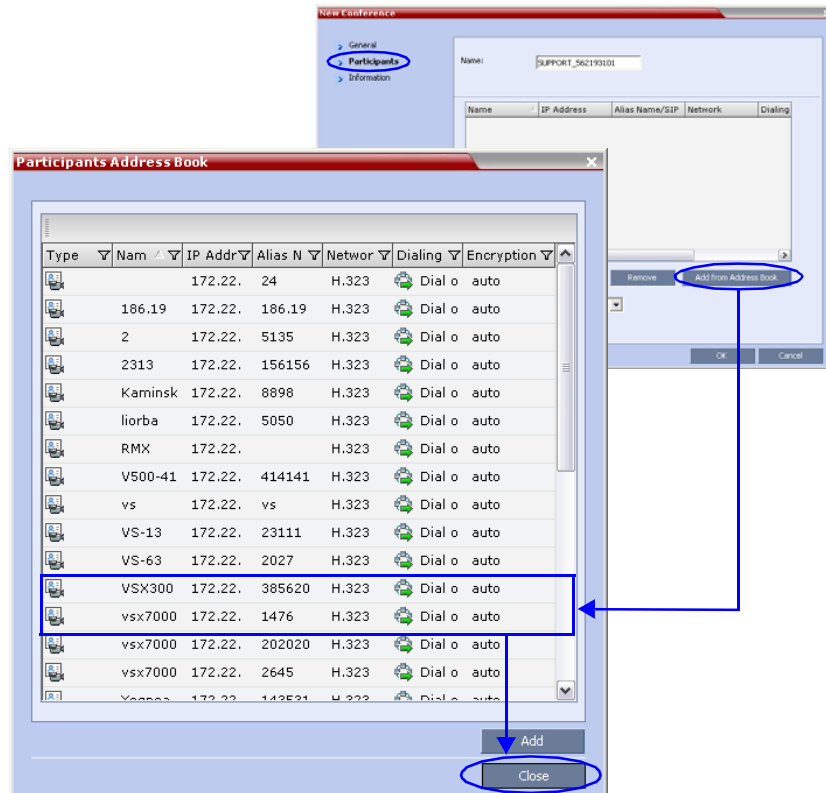 New Conference
General
Participants
Information
Name: SUPPORT_562193101
Name IP Address Alias Name/SIP Network Dialing
Remove Add from Address Book
OK Cancel
Participants Address Book
Type Nam IP Addr Alias N Networ Dialing Encryption
172.22. 24 H.323 Dial o auto
186.19 172.22. 186.19 H.323 Dial o auto
2 172.22. 5135 H.323 Dial o auto
2313 172.22. 156156 H.323 Dial o auto
Kaminsk 172.22. 8898 H.323 Dial o auto
liorba 172.22. 5050 H.323 Dial o auto
RMX 172.22. H.323 Dial o auto
V500-41 172.22. 414141 H.323 Dial o auto
vs 172.22. vs H.323 Dial o auto
VS-13 172.22. 23111 H.323 Dial o auto
VS-63 172.22. 2027 H.323 Dial o auto
VSX300 172.22. 385620 H.323 Dial o auto
vsx7000 172.22. 1476 H.323 Dial o auto
vsx7000 172.22. 202020 H.323 Dial o auto
vsx7000 172.22. 2645 H.323 Dial o auto
172.22. 143531 H.323 Dial o auto
Add
Close